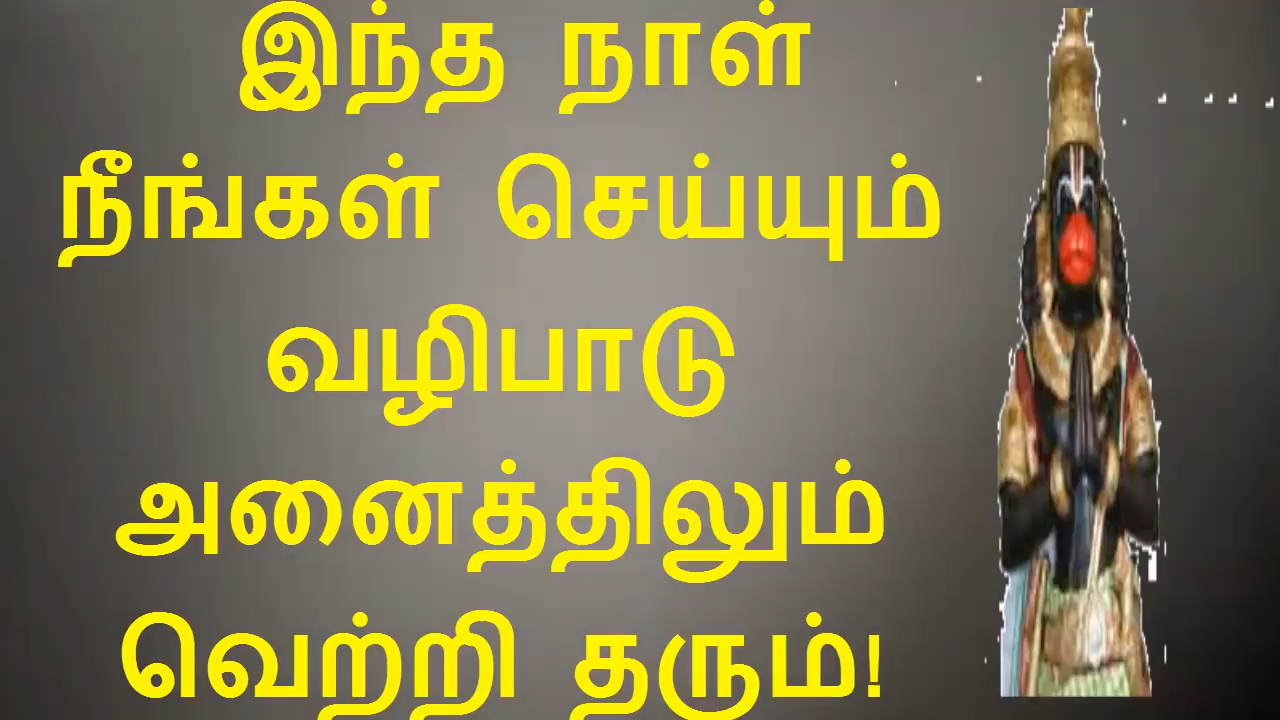 இந்த நாள்
நீங்கள் செய்யும்
வழிபாடு
அனைத்திலும்
வெற்றி தரும்!